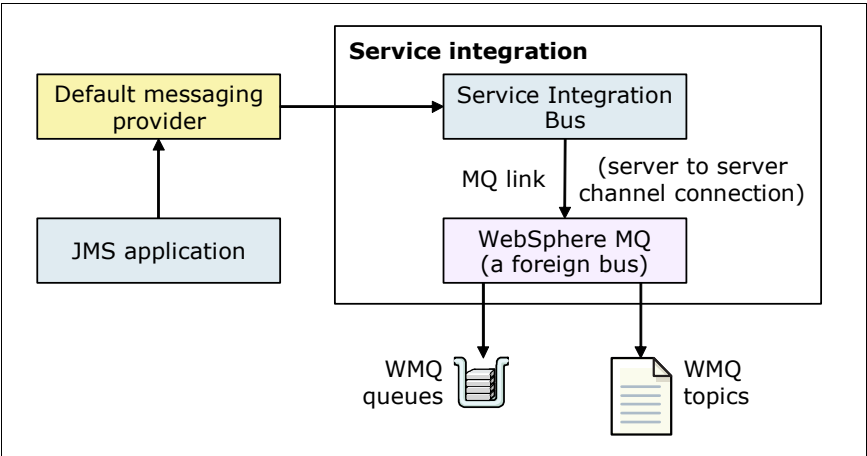 Service integration
Default messaging
provider
Service Integration
Bus
MQ link
(server to server
channel connection)
JMS application
WebSphere MQ
(a foreign bus)
WMQ
queues
WMQ
topics